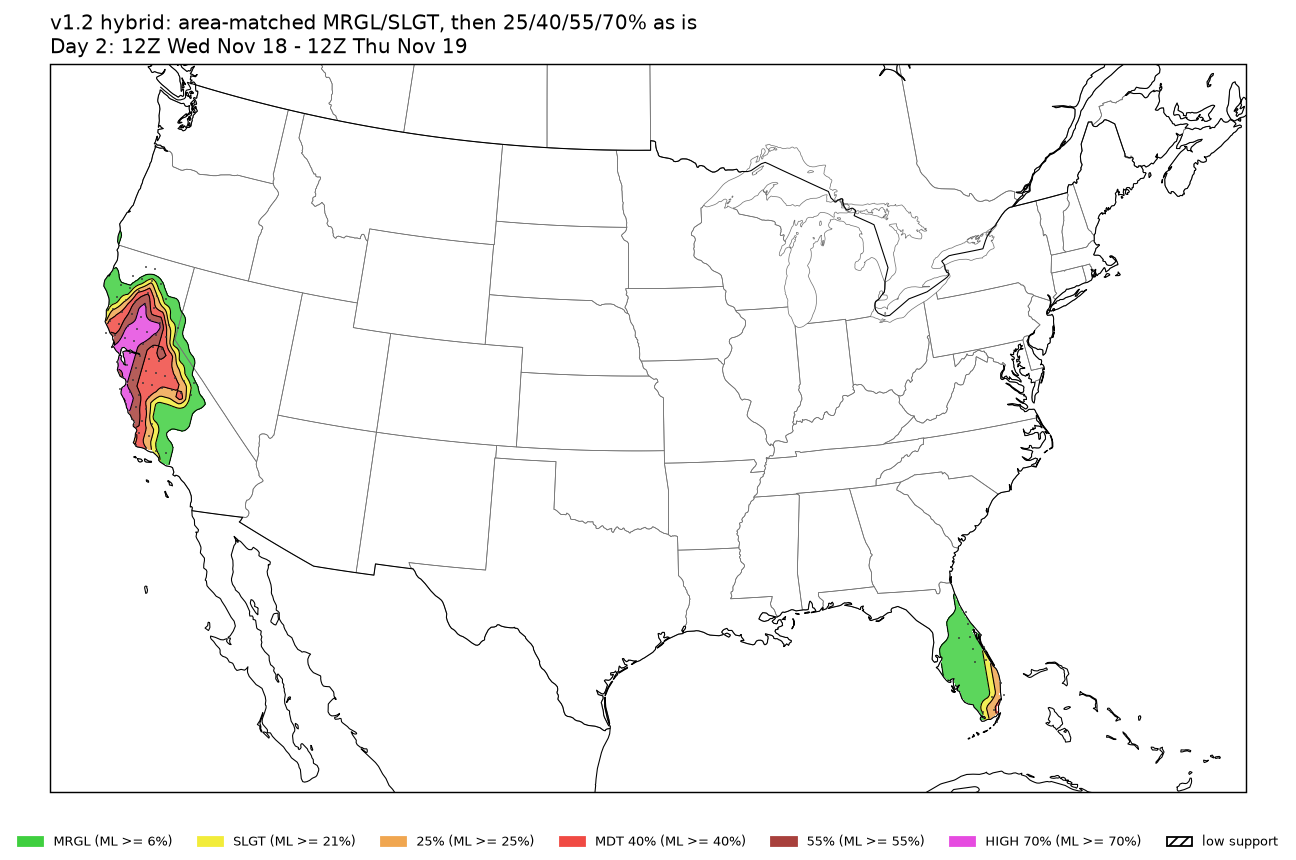 v1.2 hybrid: area-matched MRGL/SLGT, then 25/40/55/70% as is
Day 2: 12Z Wed Nov 18 - 12Z Thu Nov 19
MRGL (ML >= 6%)
SLGT (ML >= 21%)
25% (ML >= 25%)
MDT 40% (ML >= 40%)
55% (ML >= 55%)
HIGH 70% (ML >= 70%)
low support